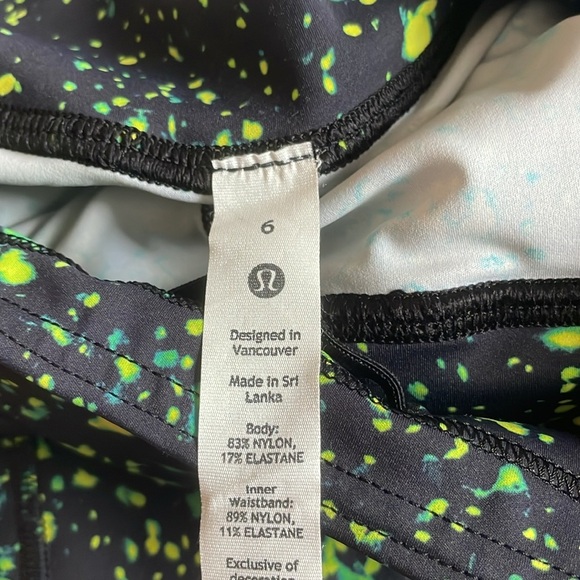 6
Designed in
Vancouver
Made in Sri
Lanka
Body:
83% NYLON,
17% ELASTANE
Inner
Waistband:
89% NYLON,
11% ELASTANE
Exclusive of
decoration